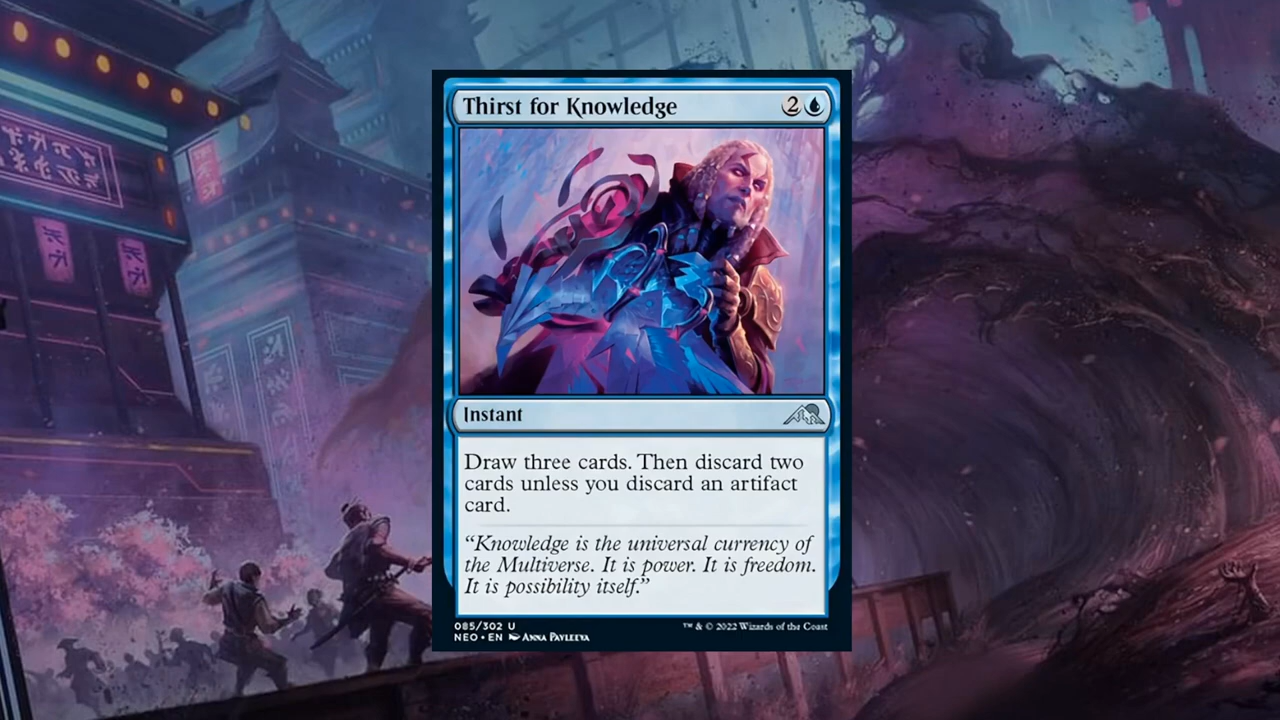 Thirst for Knowledge 2
Instant
Draw three cards. Then discard two
cards unless you discard an artifact
card.
“Knowledge is the universal currency of
the Multiverse. It is power. It is freedom.
It is possibility itself.”
085/302 U
NEO • EN Anna Pavleeva
™ & © 2022 Wizards of the Coast